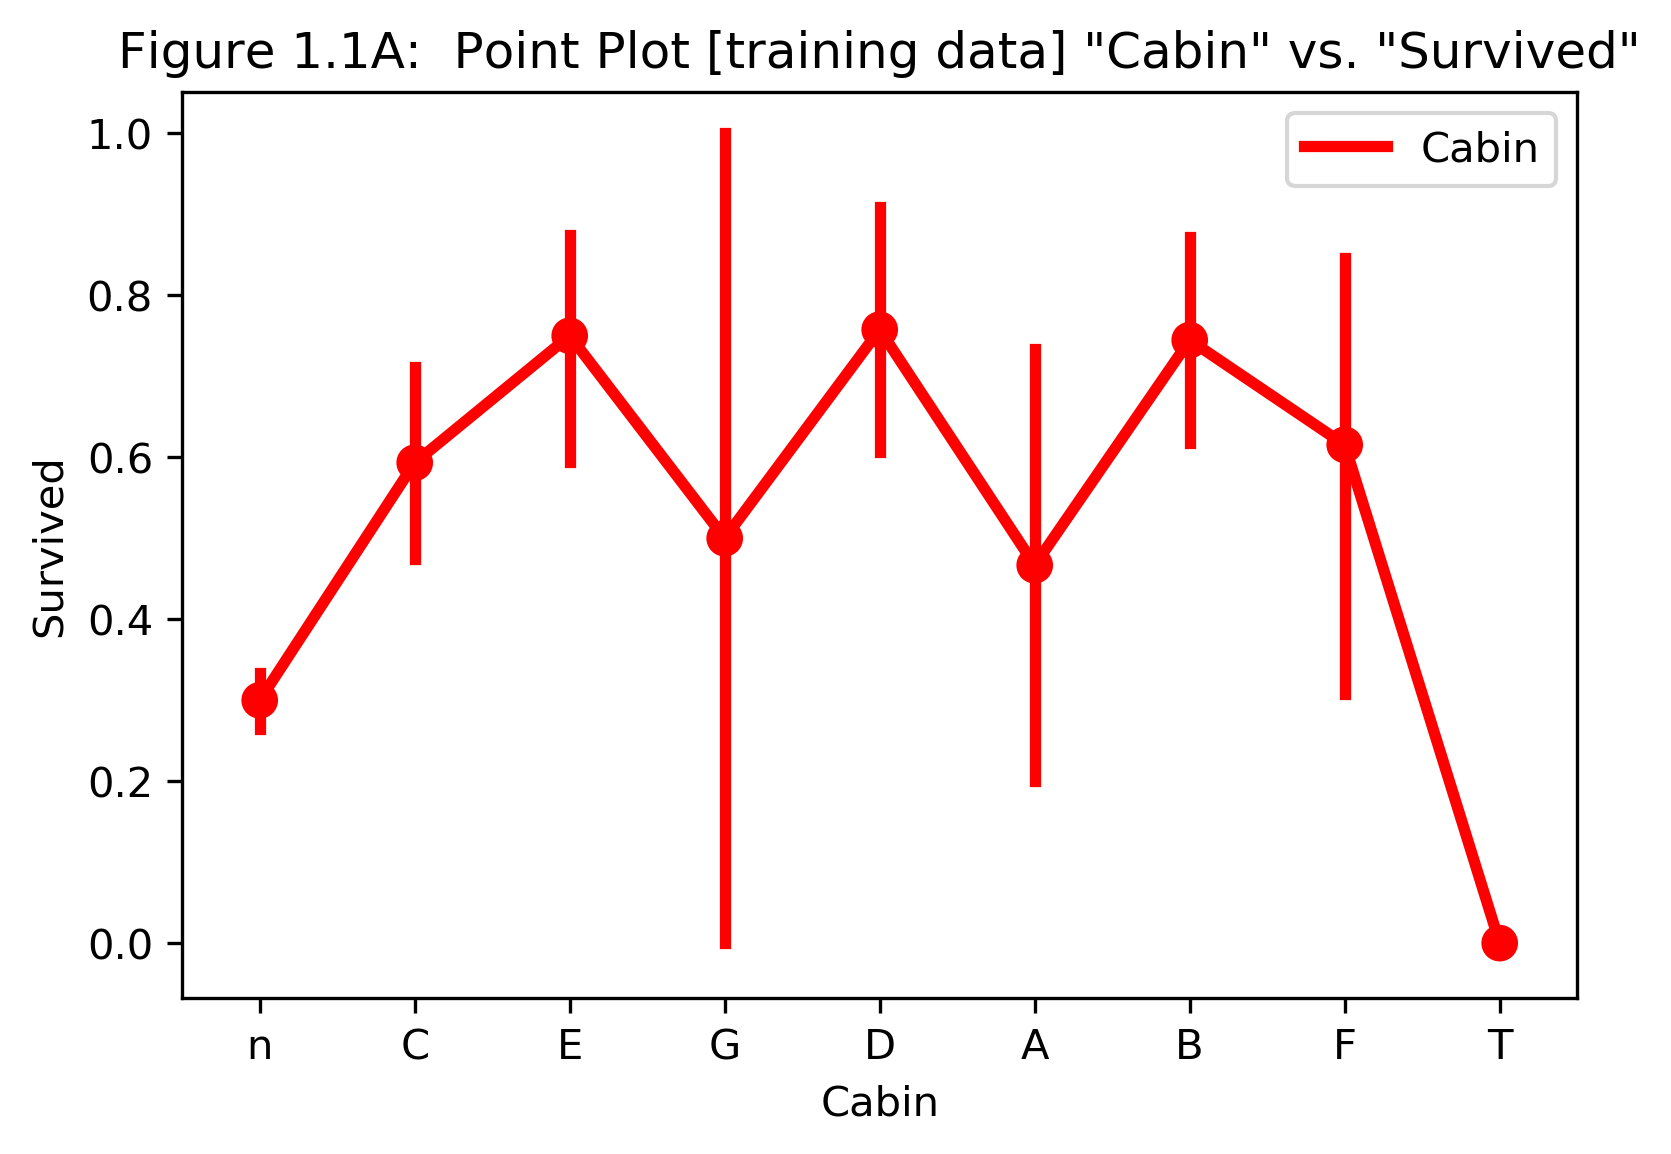 Figure 1.1A:  Point Plot [training data] "Cabin" vs. "Survived"
Cabin
1.0
0.8
0.6
0.4
0.2
0.0
Survived
n C E G D A B F T
Cabin